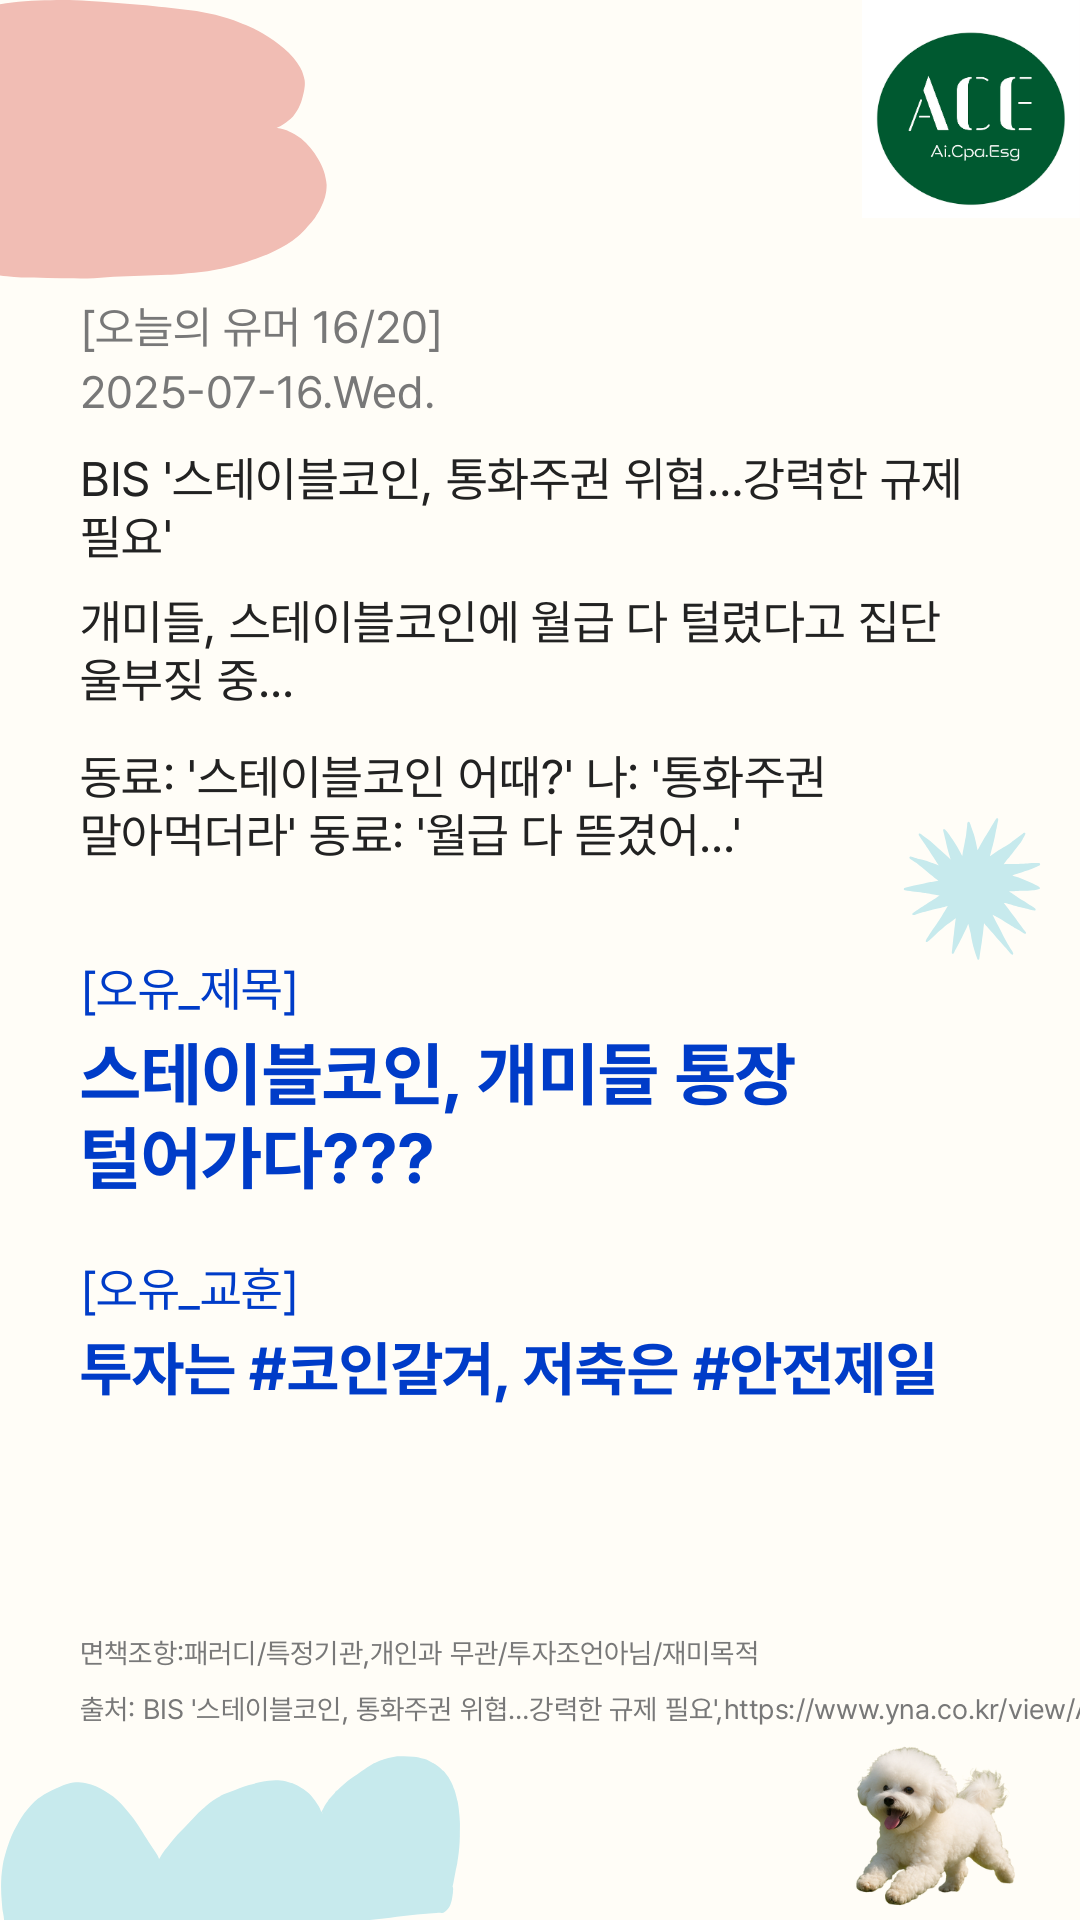 ACE
Ai.Cpa.Esg
[오늘의 유머 16/20]
2025-07-16.Wed.
BIS '스테이블코인, 통화주권 위협...강력한 규제
필요'
개미들, 스테이블코인에 월급 다 털렸다고 집단
울부짖 중...
동료: '스테이블코인 어때?' 나: '통화주권
말아먹더라' 동료: '월급 다 뜯겼어...'
[오유_제목]
스테이블코인, 개미들 통장
털어가다???
[오유_교훈]
투자는 #코인갈겨, 저축은 #안전제일
면책조항:패러디/특정기관,개인과 무관/투자조언아님/재미목적
출처: BIS '스테이블코인, 통화주권 위협...강력한 규제 필요',https://www.yna.co.kr/view/